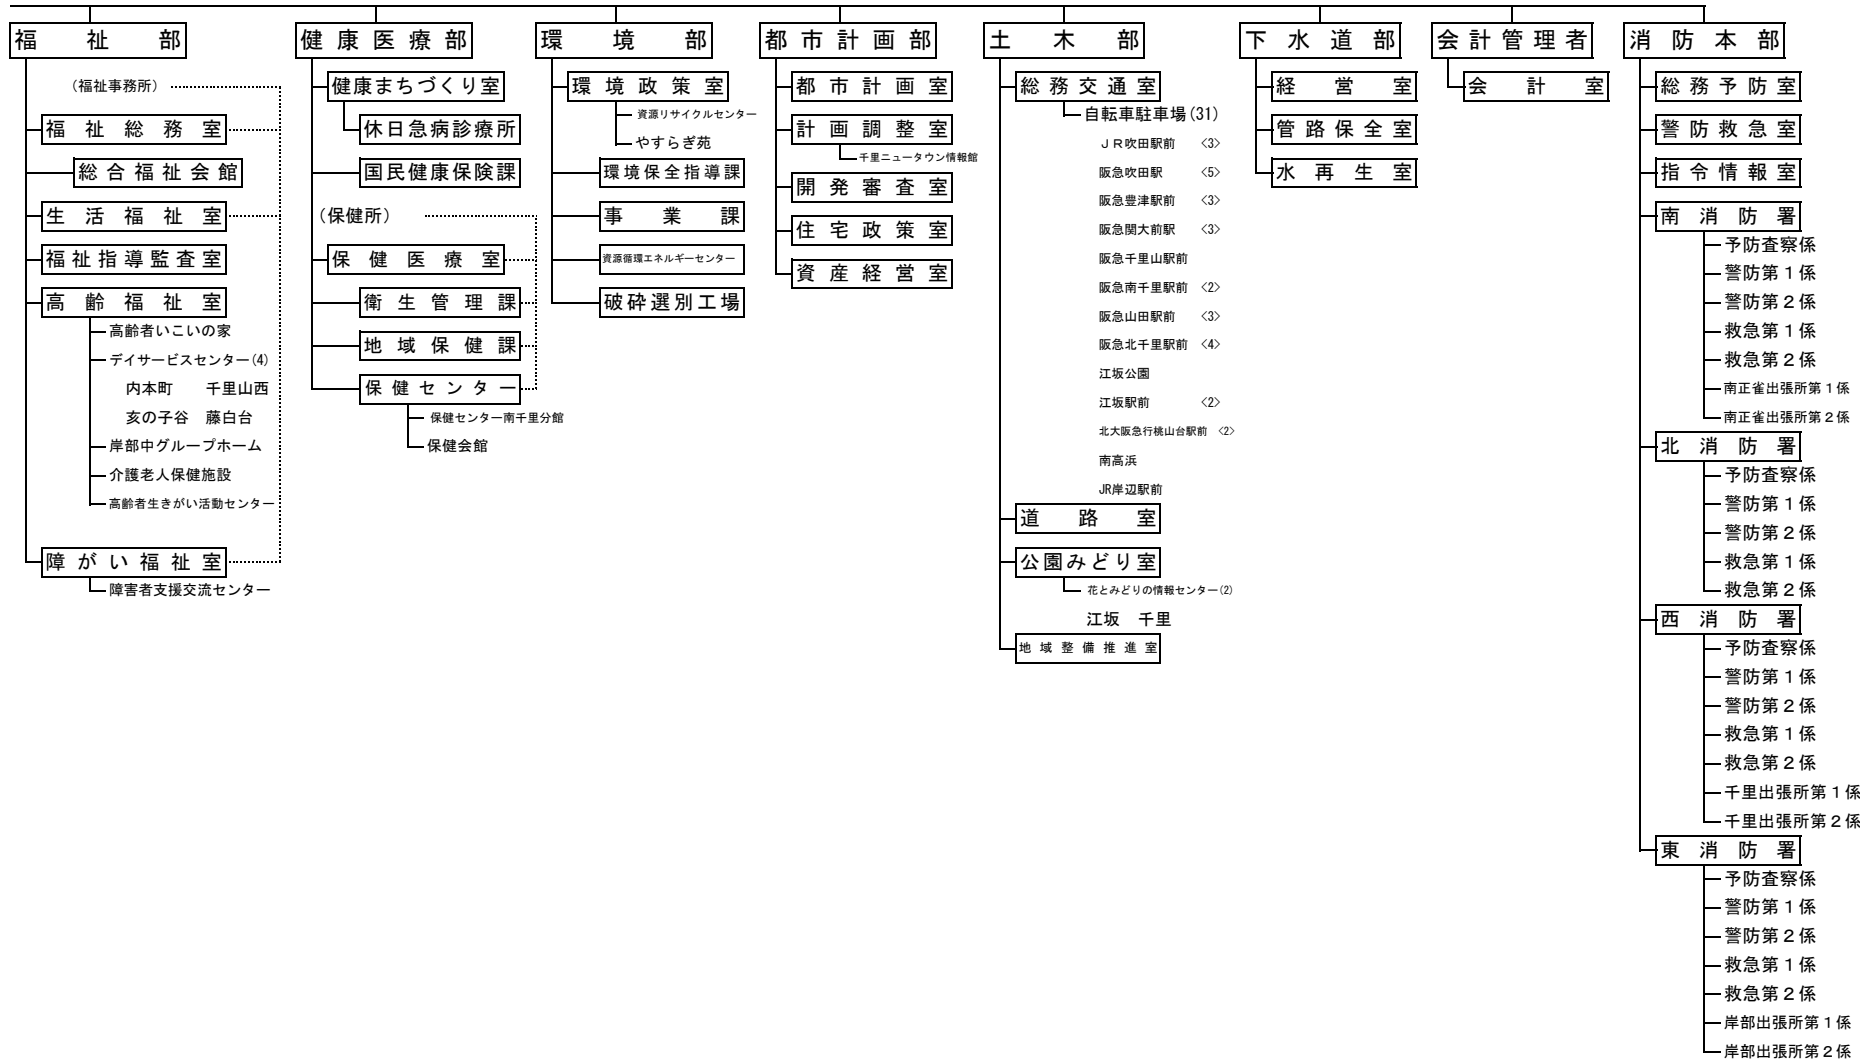 福祉部
(福祉事務所)
福祉総務室
総合福祉会館
生活福祉室
福祉指導監査室
高齢福祉室
高齢者いこいの家
デイサービスセンター(4)
内本町 千里山西
亥の子谷 藤白台
岸部中グループホーム
介護老人保健施設
高齢者生きがい活動センター
障がい福祉室
障害者支援交流センター
健康医療部
健康まちづくり室
休日急病診療所
国民健康保険課
(保健所)
保健医療室
衛生管理課
地域保健課
保健センター
保健センター南千里分館
保健会館
環境部
環境政策室
資源リサイクルセンター
やすらぎ苑
環境保全指導課
事業課
資源循環エネルギーセンター
破砕選別工場
都市計画部
都市計画室
計画調整室
千里ニュータウン情報館
開発審査室
住宅政策室
資産経営室
土木部
総務交通室
自転車駐車場(31)
JR吹田駅前 <3>
阪急吹田駅 <5>
阪急豊津駅前 <3>
阪急関大前駅 <3>
阪急千里山駅前
阪急南千里駅前 <2>
阪急山田駅前 <3>
阪急北千里駅前 <4>
江坂公園
江坂駅前 <2>
北大阪急行桃山台駅前 <2>
南高浜
JR岸辺駅前
道路室
公園みどり室
花とみどりの情報センター(2)
江坂 千里
地域整備推進室
下水道部
経営室
管路保全室
水再生室
会計管理者
会計室
消防本部
総務予防室
警防救急室
指令情報室
南消防署
予防査察係
警防第1係
警防第2係
救急第1係
救急第2係
南正雀出張所第1係
南正雀出張所第2係
北消防署
予防査察係
警防第1係
警防第2係
救急第1係
救急第2係
西消防署
予防査察係
警防第1係
警防第2係
救急第1係
救急第2係
千里出張所第1係
千里出張所第2係
東消防署
予防査察係
警防第1係
警防第2係
救急第1係
救急第2係
岸部出張所第1係
岸部出張所第2係